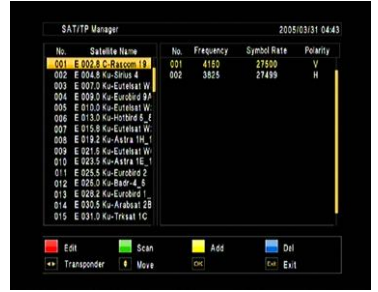 SAT/TP Manager 2005/03/31 04:43
No. Satellite Name No. Frequency Symbol Rate Polarity
001 E 002.8 C-Rascom 19 001 4160 27500 V
002 E 004.8 Ku-Sirius 4 002 3825 27499 H
003 E 007.0 Ku-Eutelsat W
004 E 009.0 Ku-Eurobird 9A
005 E 010.0 Ku-Eutelsat W
006 E 013.0 Ku-Hotbird 6_
007 E 015.8 Ku-Eutelsat W
008 E 019.2 Ku-Astra 1H_1
009 E 021.6 Ku-Eutelsat W
010 E 023.5 Ku-Astra 1E_1
011 E 025.5 Ku-Eurobird 2
012 E 026.0 Ku-Badr-4_6
013 E 028.2 Ku-Eurobird 1_
014 E 030.5 Ku-Arabsat 2B
015 E 031.0 Ku-Trksat 1C
Edit Scan Add Del
Transponder Move Exit Exit